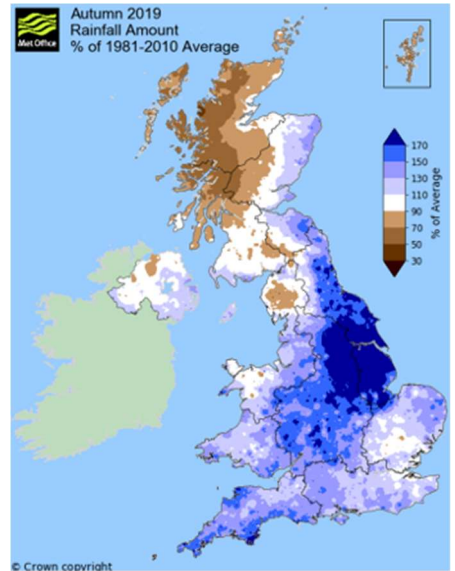 Autumn 2019
Rainfall Amount
% of 1981-2010 Average
Met Office
170
150
130
110
90
70
50
30
% of Average
© Crown copyright